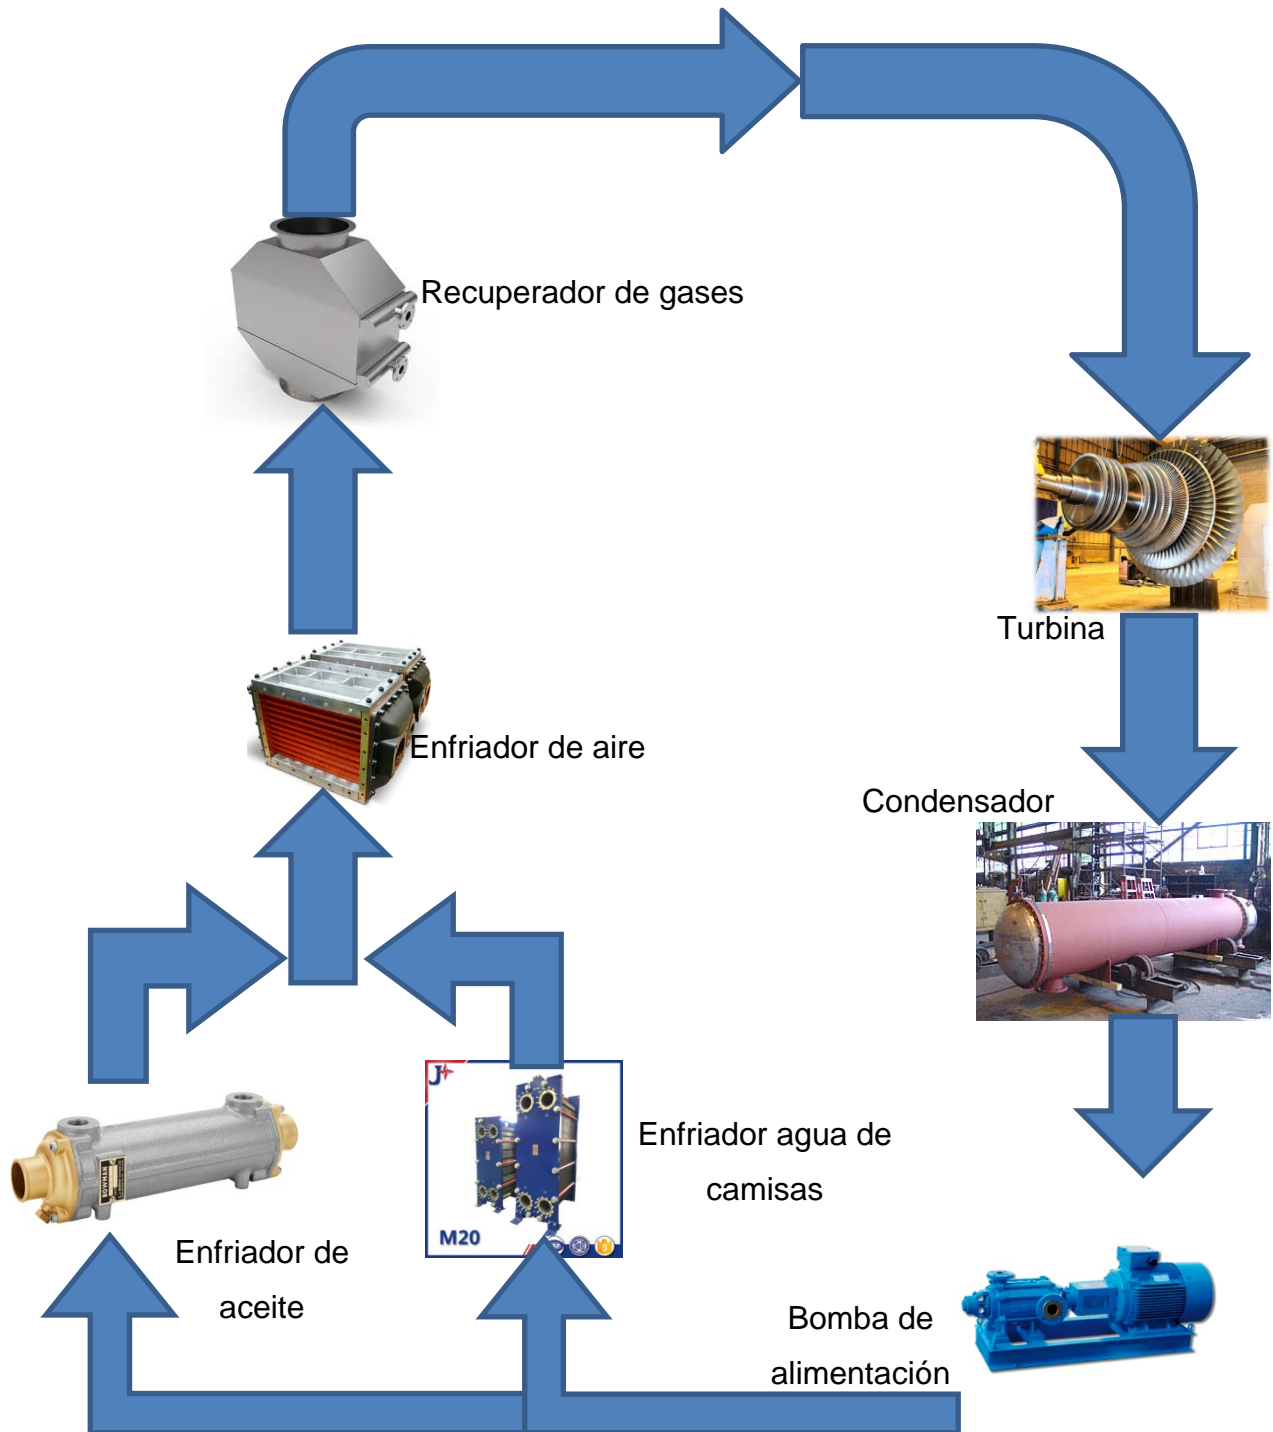 Recuperador de gases
Turbina
Enfriador de aire
Condensador
J
Enfriador agua de
camisas
M20
BOWMAN
Enfriador de
aceite
Bomba de
alimentación